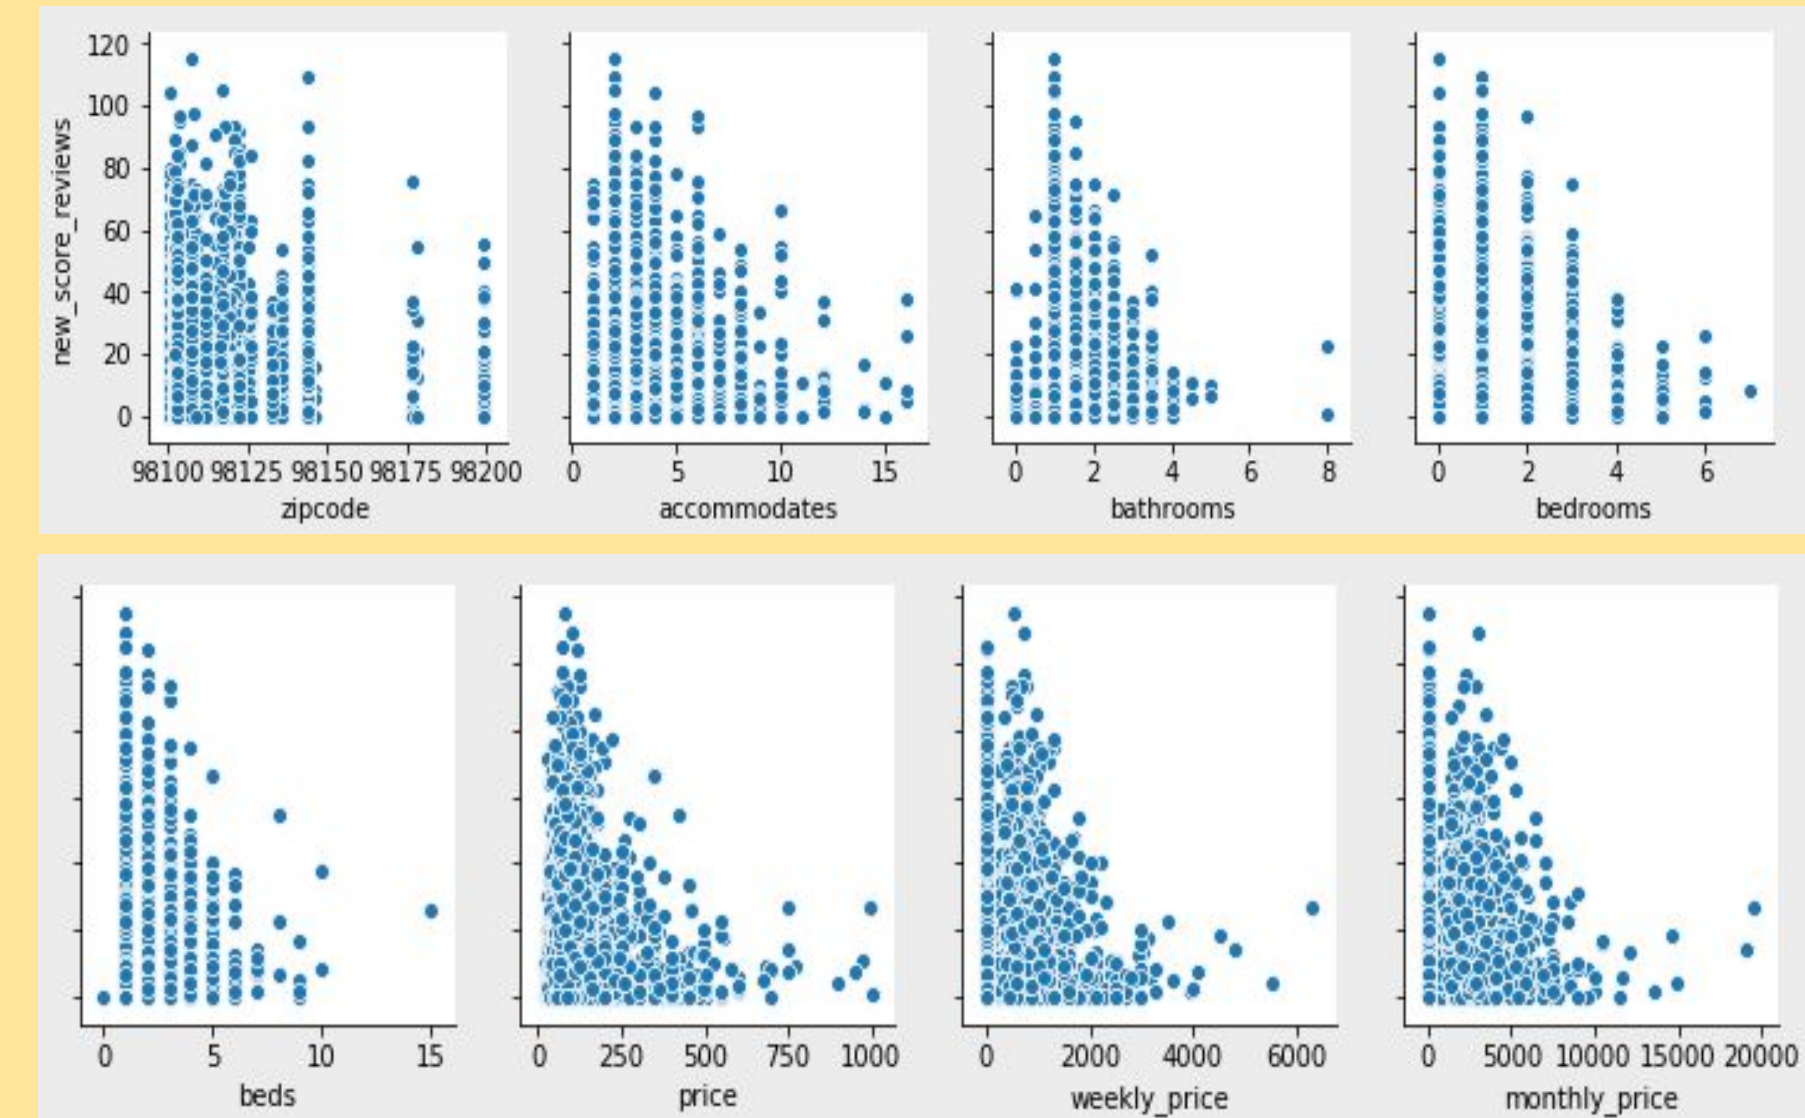 120
100
80
60
40
20
0
new_score_reviews
98100 98125 98150 98175 98200
zipcode
0 5 10 15
accommodates
0 2 4 6 8
bathrooms
0 2 4 6
bedrooms
0 5 10 15
beds
0 250 500 750 1000
price
0 2000 4000 6000
weekly_price
0 5000 10000 15000 20000
monthly_price